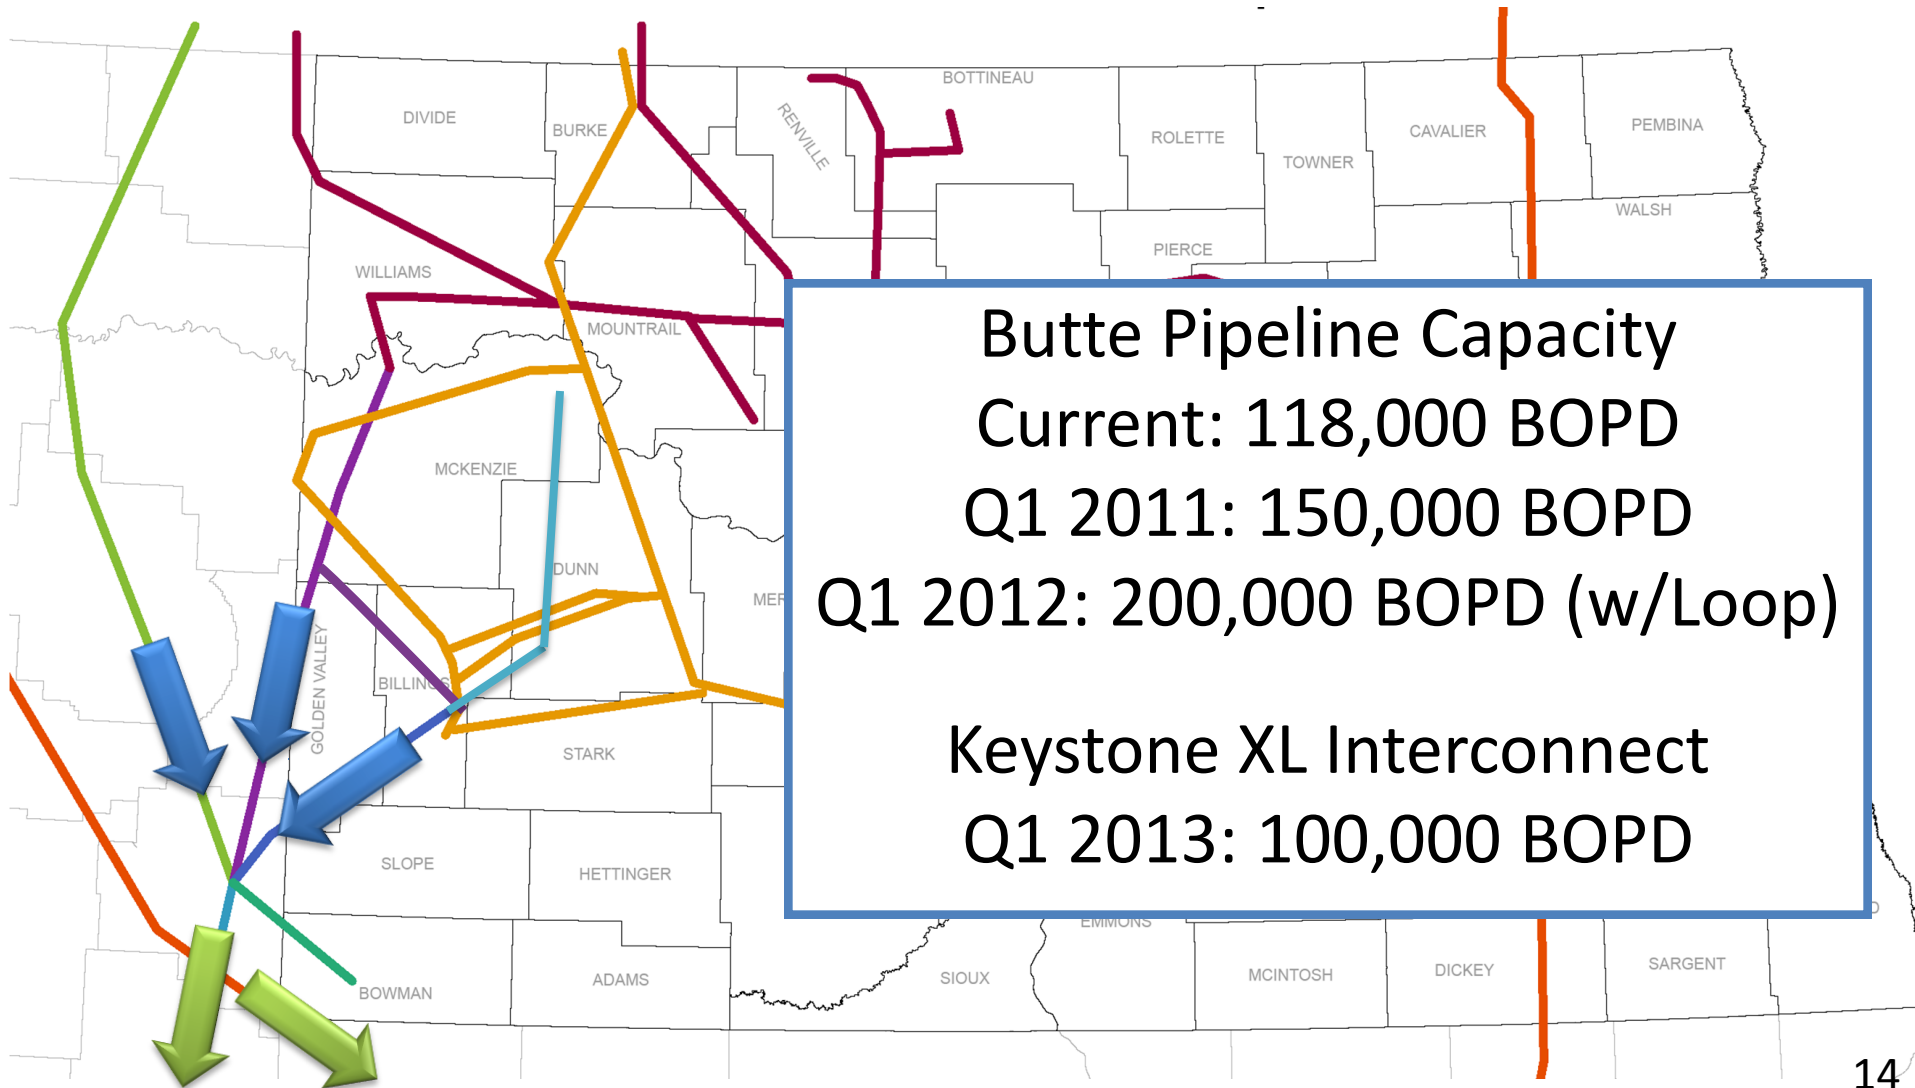 BOTTINEAU
DIVIDE
BURKE
RENVILLE
ROLETTE
TOWNER
CAVALIER
PEMBINA
WALSH
PIERCE
WILLIAMS
MOUNTRAIL
MCKENZIE
DUNN
GOLDEN VALLEY
BILLINGS
STARK
SLOPE
HETTINGER
BOWMAN
ADAMS
SIOUX
EMMONS
MCINTOSH
DICKEY
SARGENT
Butte Pipeline Capacity
Current: 118,000 BOPD
Q1 2011: 150,000 BOPD
Q1 2012: 200,000 BOPD (w/Loop)
Keystone XL Interconnect
Q1 2013: 100,000 BOPD
14